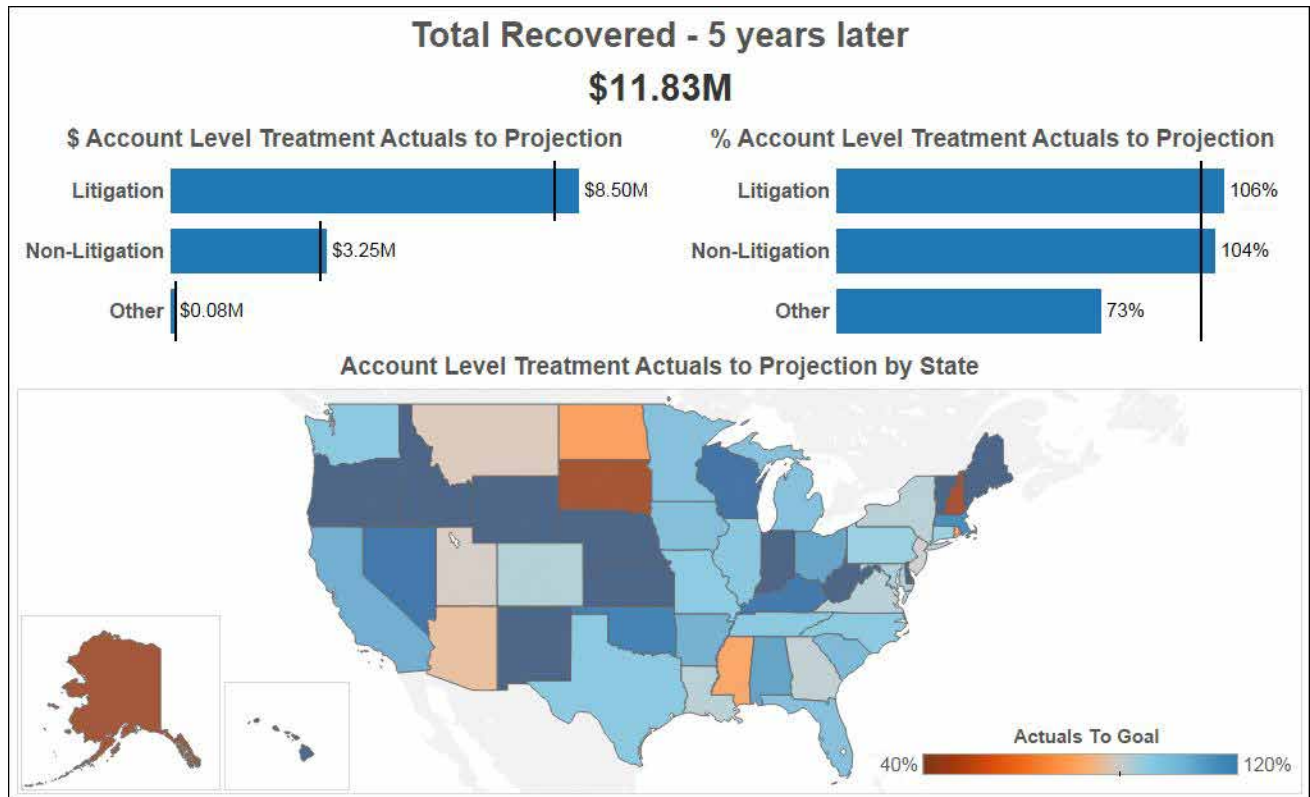 Total Recovered - 5 years later
$11.83M
$ Account Level Treatment Actuals to Projection
Litigation $8.50M
Non-Litigation $3.25M
Other $0.08M
% Account Level Treatment Actuals to Projection
Litigation 106%
Non-Litigation 104%
Other 73%
Account Level Treatment Actuals to Projection by State
Actuals To Goal
40% 120%